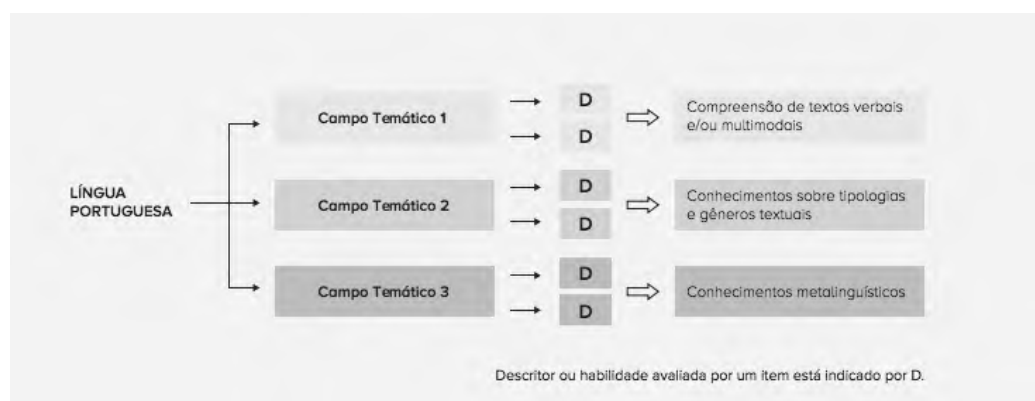 LÍNGUA
PORTUGUESA
Campo Temático 1
D
D
Compreensão de textos verbais
e/ou multimodais
Campo Temático 2
D
D
Conhecimentos sobre tipologias
e gêneros textuais
Campo Temático 3
D
D
Conhecimentos metalinguísticos
Descritor ou habilidade avaliada por um item está indicado por D.